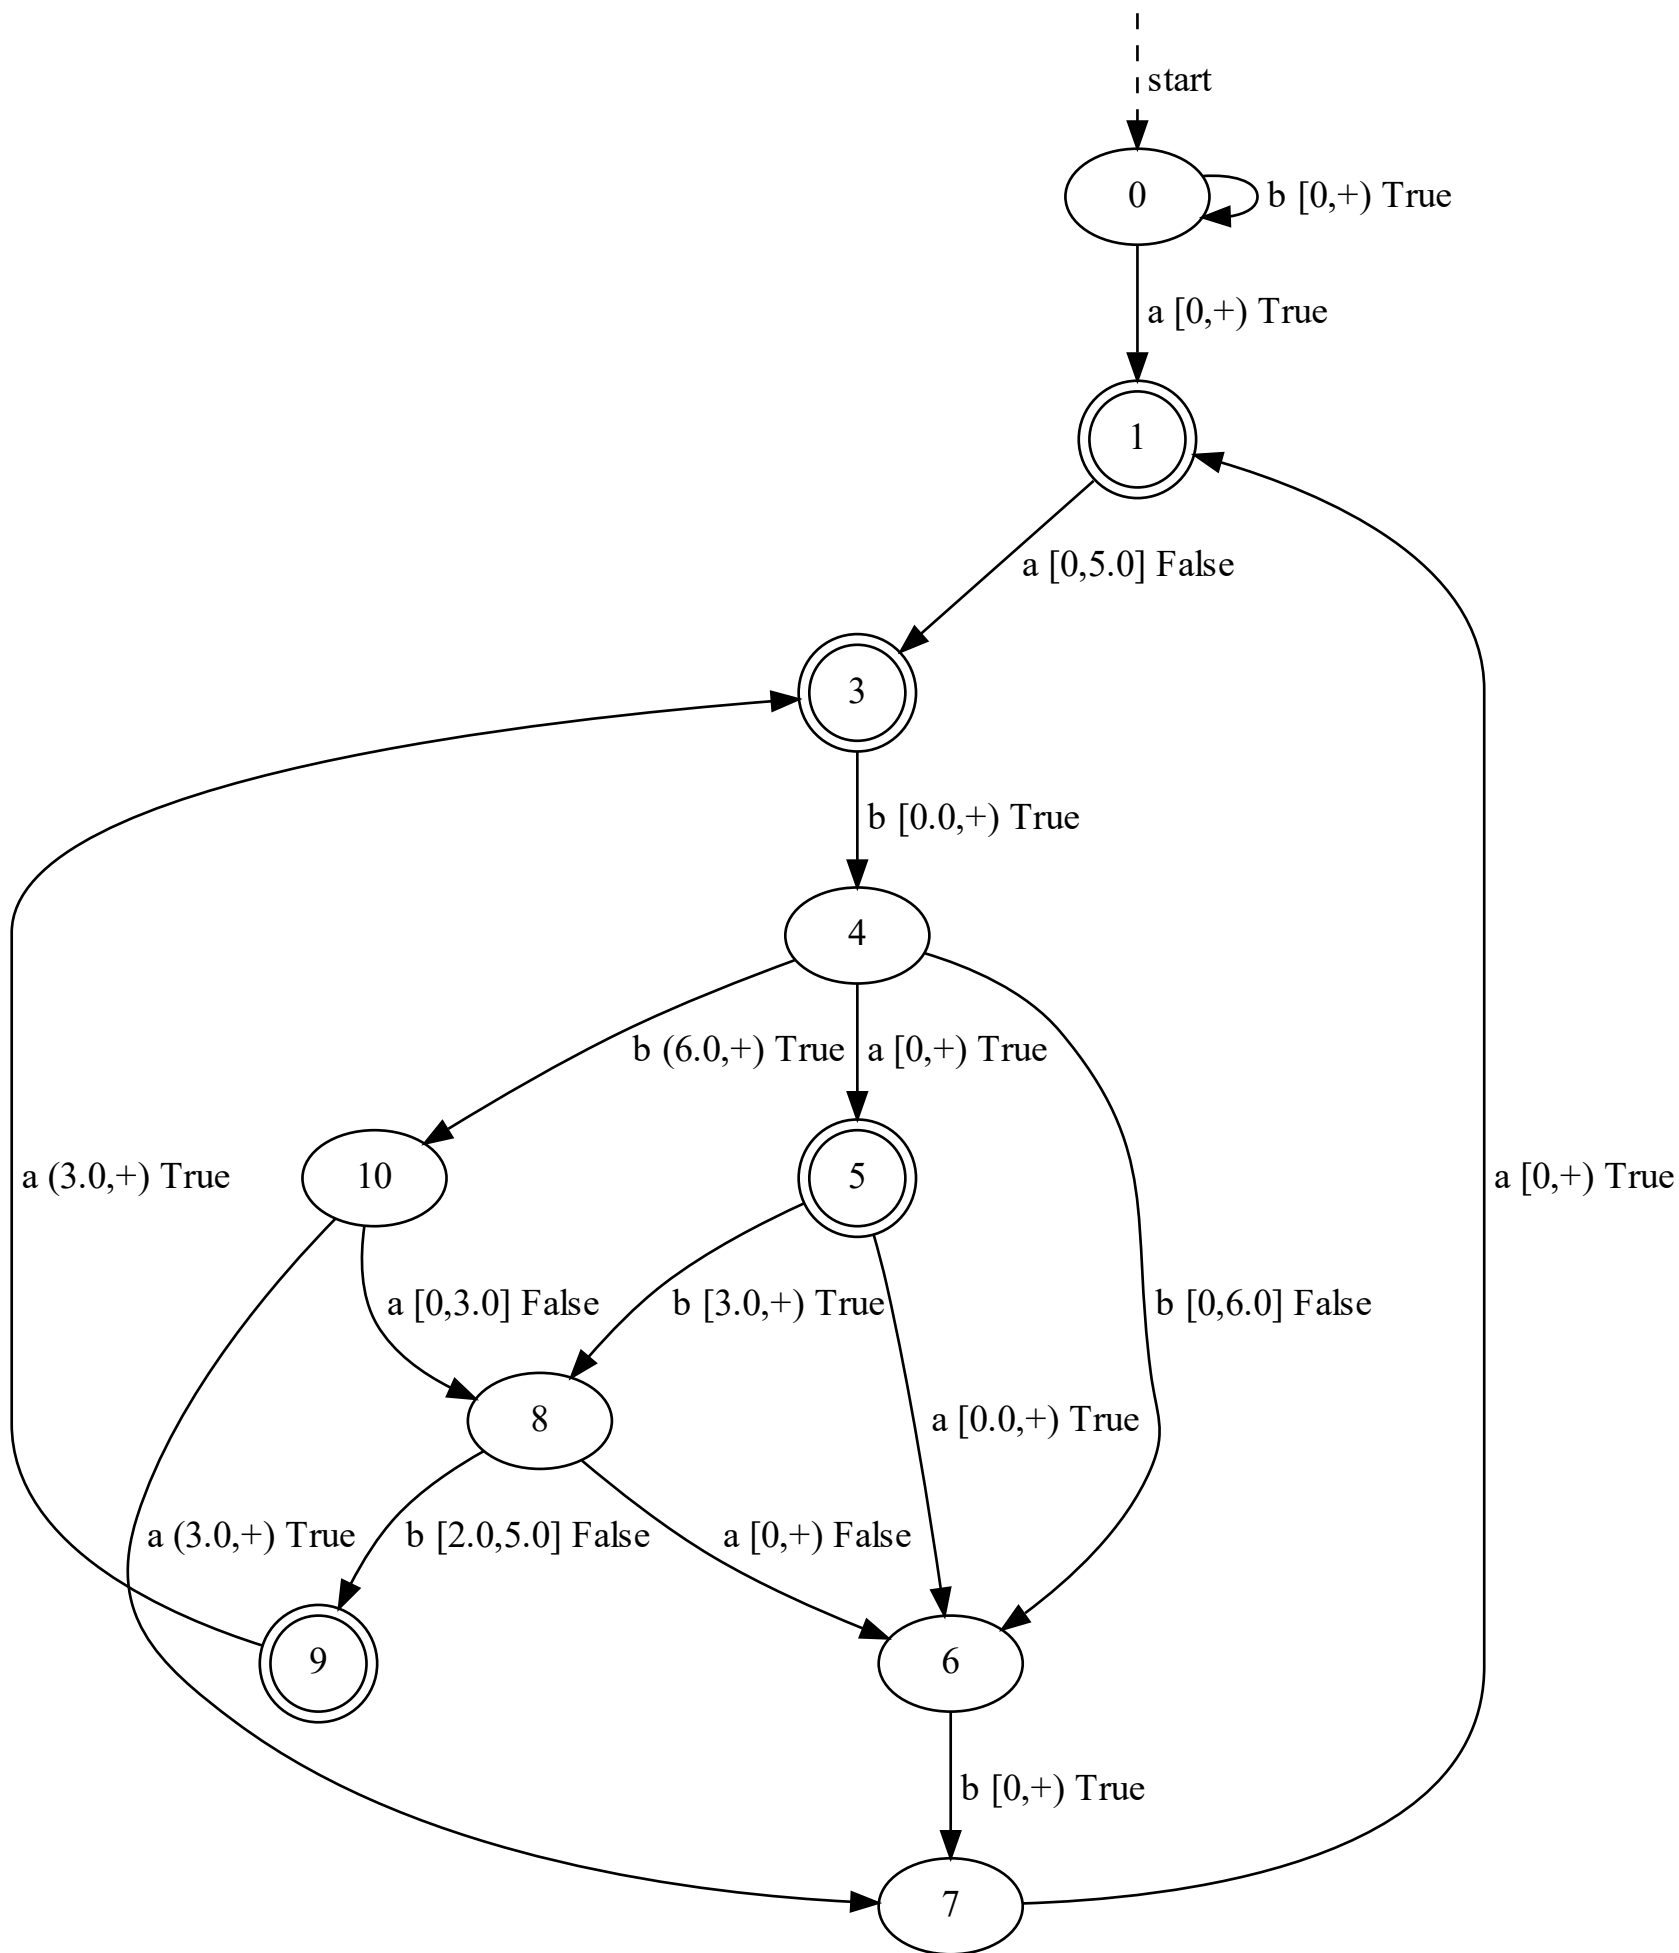 start
0
b [0,+) True
a [0,+) True
1
a [0,5.0] False
3
b [0.0,+) True
4
b (6.0,+) True
a [0,+) True
a (3.0,+) True
10
5
a [0,+) True
a [0,3.0] False
b [3.0,+) True
b [0,6.0] False
8
a [0.0,+) True
a (3.0,+) True
b [2.0,5.0] False
a [0,+) False
9
6
b [0,+) True
7